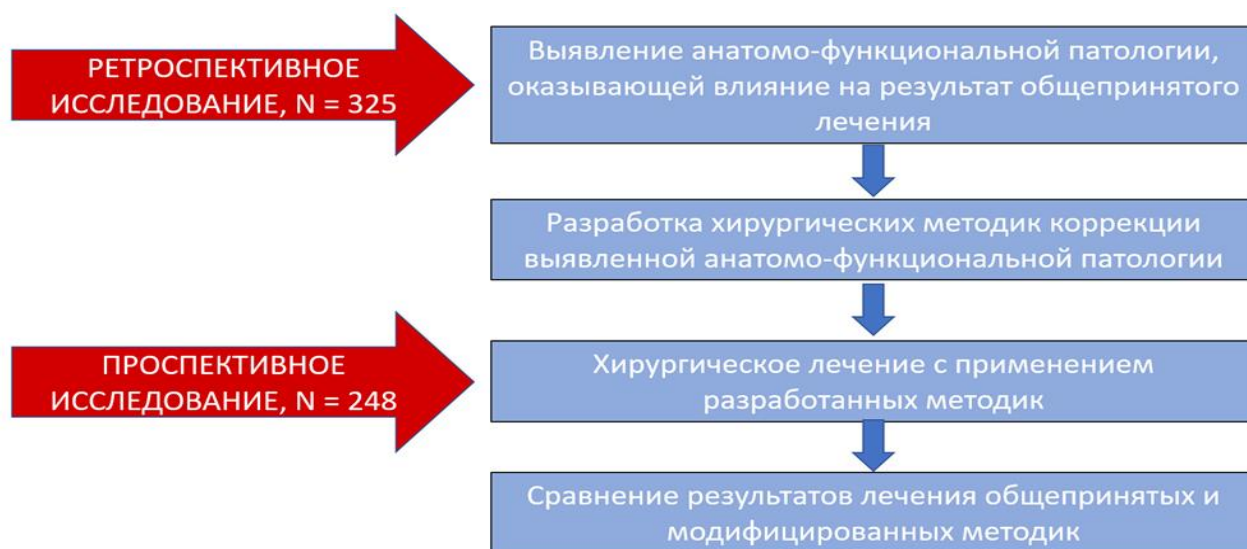 РЕТРОСПЕКТИВНОЕ
ИССЛЕДОВАНИЕ, N = 325
Выявление анатомо-функциональной патологии,
оказывающей влияние на результат общепринятого
лечения
Разработка хирургических методик коррекции
выявленной анатомо-функциональной патологии
ПРОСПЕКТИВНОЕ
ИССЛЕДОВАНИЕ, N = 248
Хирургическое лечение с применением
разработанных методик
Сравнение результатов лечения общепринятых и
модифицированных методик